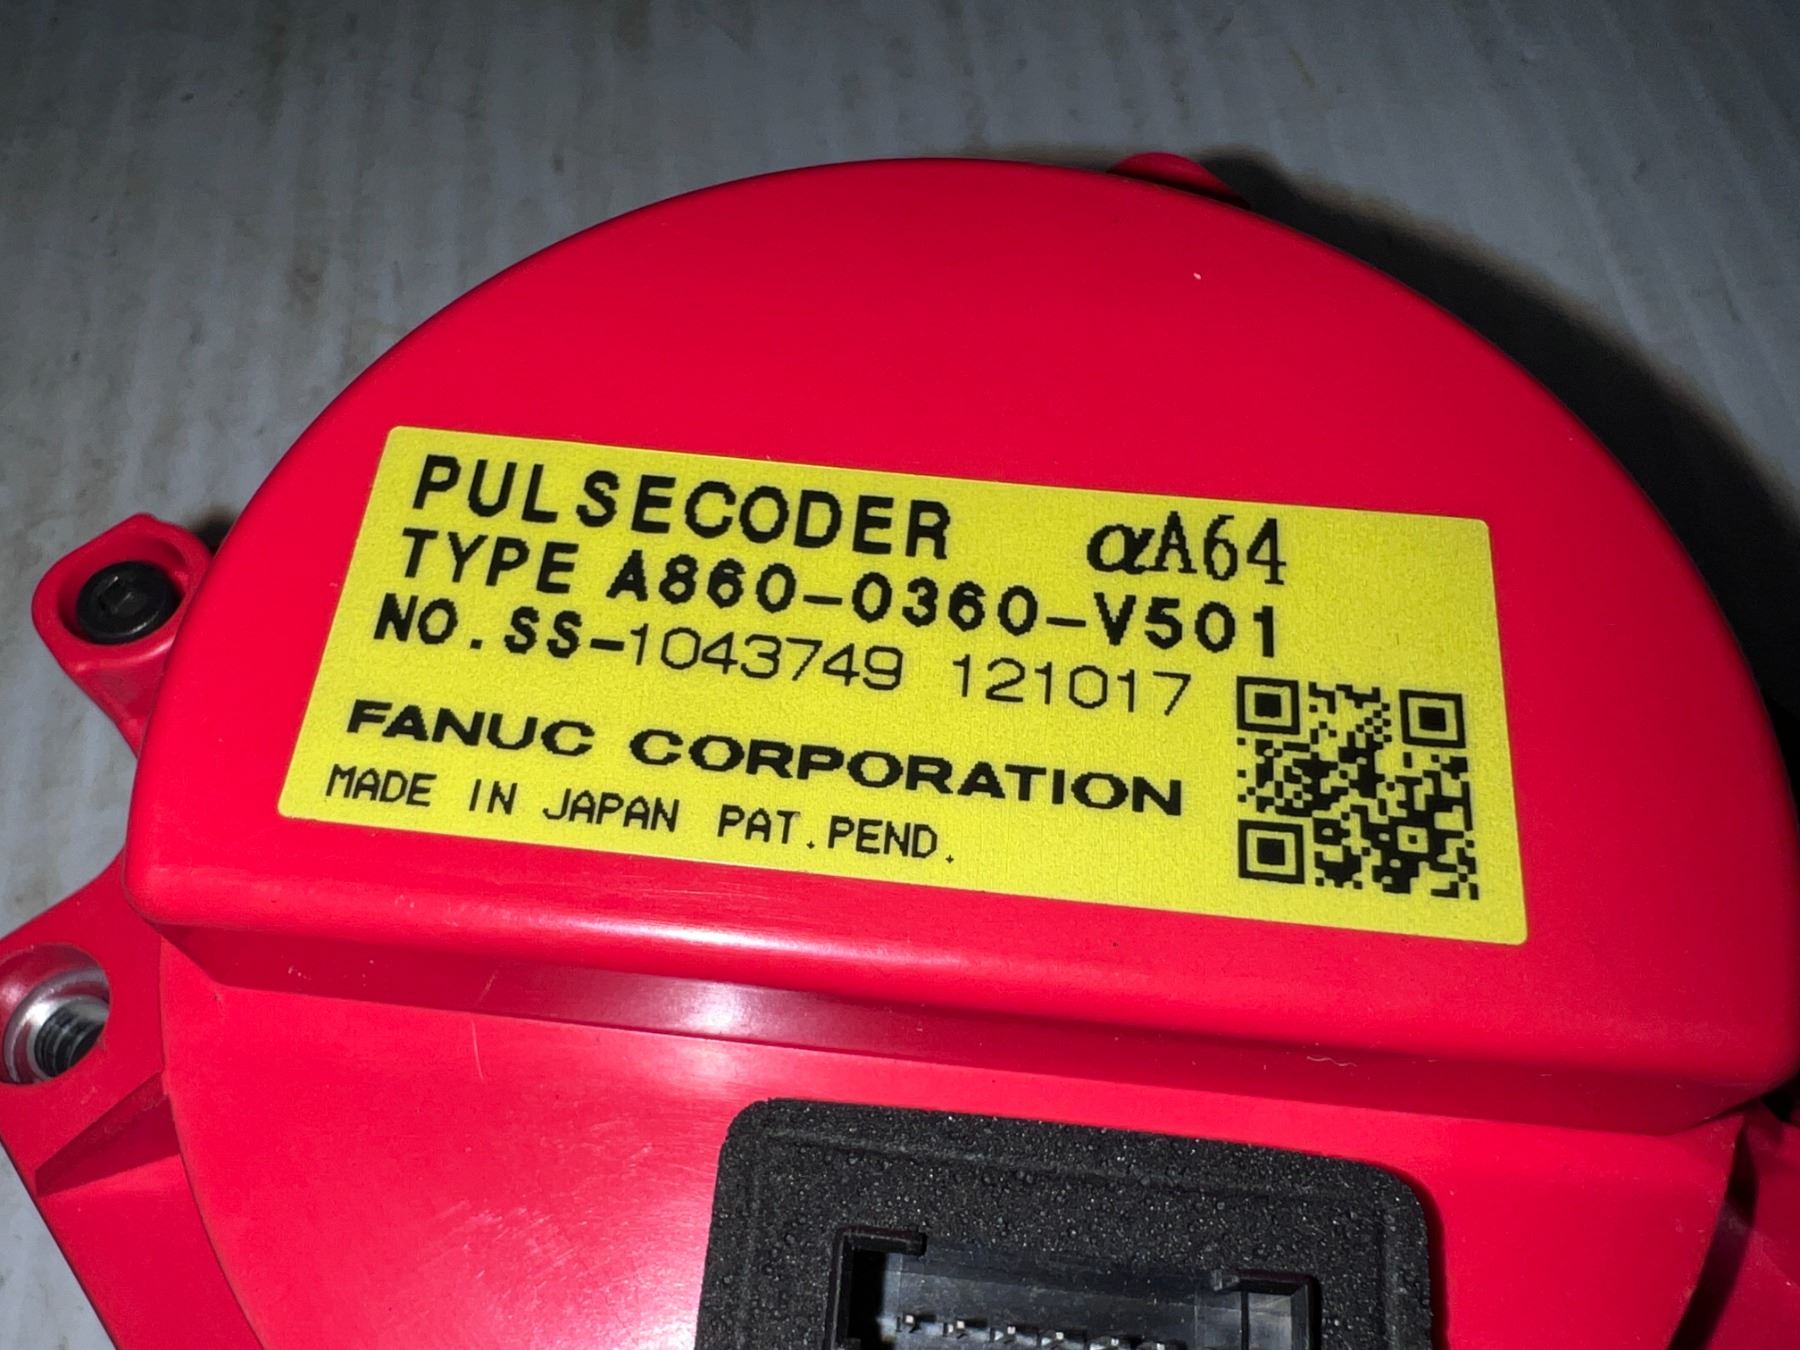 PULSECODER αA64
TYPE A860-0360-V501
NO.SS-1043749 121017
FANUC CORPORATION
MADE IN JAPAN PAT.PEND.